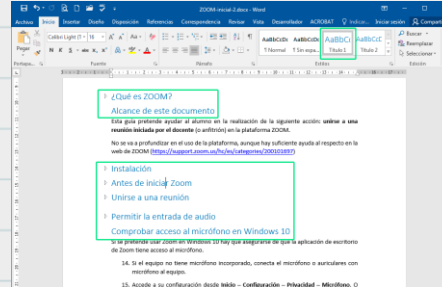 ZOOM-inicial-2.docx - Word
Archivo Inicio Insertar Diseño Disposición Referencias Correspondencia Revisar Vista Desarrollador ACROBAT Indicar... Iniciar sesión Compartir
Calibri Light (T 16
Buscar
Reemplazar
Seleccionar
N K S abc
AaBbCcDc AaBbCcDc AaBbCc AaBbCcC
1 Normal 1 Sin espa... Título 1 Título 2
Fuente Párrafo Estilos Edición
¿Qué es ZOOM?
Alcance de este documento
Esta guía pretende ayudar al alumno en la realización de la siguiente acción: unirse a una
reunión iniciada por el docente (o anfitrión) en la plataforma ZOOM.
No se va a profundizar en el uso de la plataforma, aunque hay suficiente ayuda al respecto en la
web de ZOOM (https://support.zoom.us/hc/es/categories/200101697)
Instalación
Antes de iniciar Zoom
Unirse a una reunión
Permitir la entrada de audio
Comprobar acceso al micrófono en Windows 10
Si se pretende usar Zoom en Windows 10 hay que asegurarse de que la aplicación de escritorio
de Zoom tiene acceso al micrófono.
14. Si el equipo no tiene micrófono incorporado, conecta el micrófono o auriculares con
micrófono al equipo.
15. Accede a su configuración desde Inicio – Configuración – Privacidad – Micrófono. O